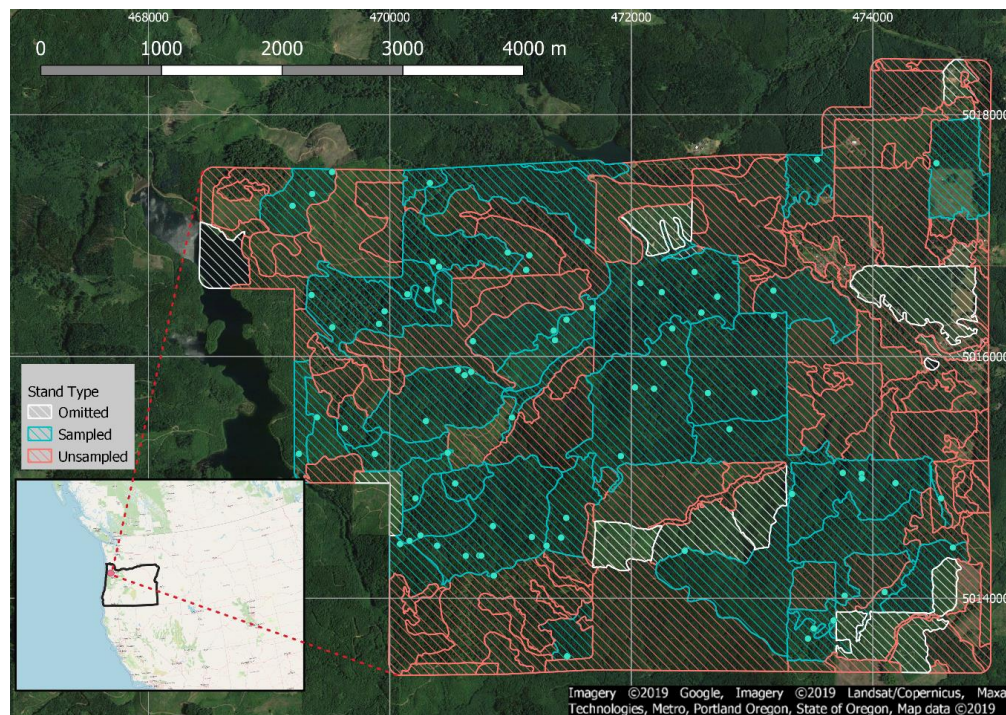 468000 470000 472000 474000
0 1000 2000 3000 4000 m
5018000
5016000
Stand Type
Omitted
Sampled
Unsampled
5014000
Imagery ©2019 Google, Imagery ©2019 Landsat/Copernicus, Maxa
Technologies, Metro, Portland Oregon, State of Oregon, Map data ©2019